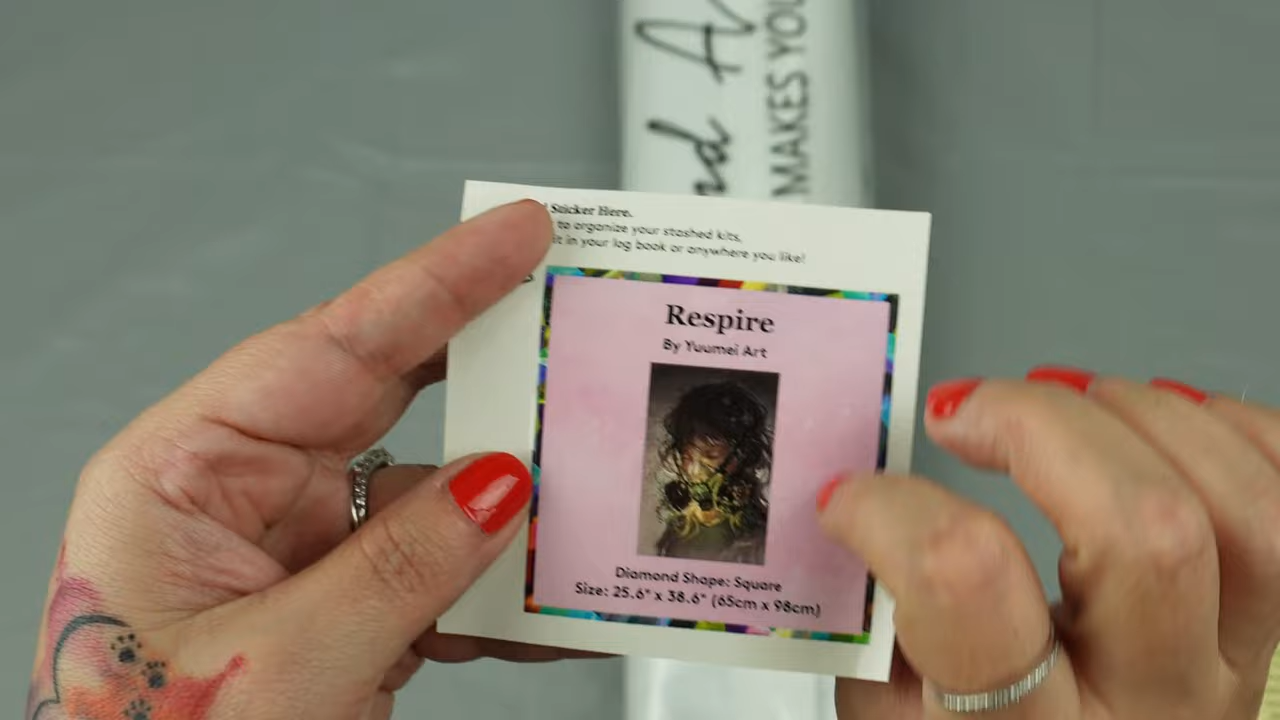 nd A
MAKES YOU
Sticker Here.
to organize your stashed kits,
it in your log book or anywhere you like!
Respire
By Yuumei Art
Diamond Shape: Square
Size: 25.6" x 38.6" (65cm x 98cm)